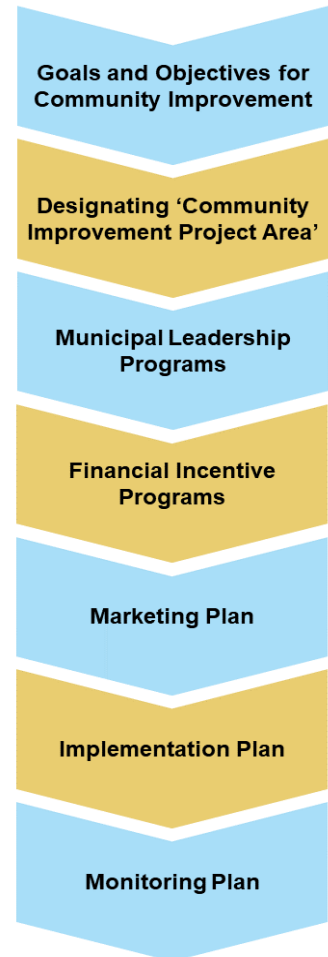 Goals and Objectives for
Community Improvement
Designating ‘Community
Improvement Project Area’
Municipal Leadership
Programs
Financial Incentive
Programs
Marketing Plan
Implementation Plan
Monitoring Plan